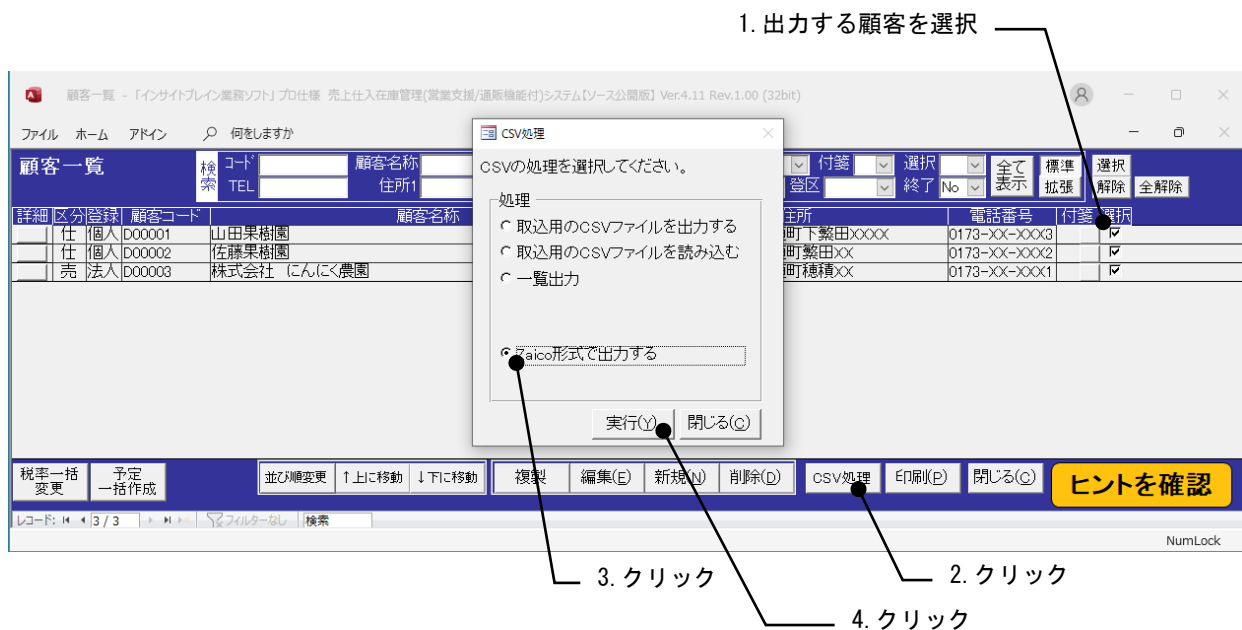 1.出力する顧客を選択
顧客一覧 - 「インサイトブレイン業務ソフト」プロ仕様 売上仕入在庫管理(営業支援/通販機能付)システム【ソース公開版】 Ver.4.11 Rev.1.00 (32bit)
ファイル ホーム アドイン 何をしますか
顧客一覧
検索 コード 顧客名称 付箋 選択 全て表示 標準 選択
TEL 住所1 登区 終了 No 拡張 解除 全解除
CSV処理
CSVの処理を選択してください。
処理
取込用のCSVファイルを出力する
取込用のCSVファイルを読み込む
一覧出力
Zaico形式で出力する
実行(Y) 閉じる(C)
詳細 区分 登録 顧客コード 顧客名称 住所 電話番号 付箋 選択
仕 個人 D00001 山田果樹園 町下繁田XXXX 0173-XX-XXX3
仕 個人 D00002 佐藤果樹園 町繁田XX 0173-XX-XXX2
売 法人 D00003 株式会社 にんにく農園 町穂積XX 0173-XX-XXX1
税率一括変更 予定一括作成 並び順変更 ↑上に移動 ↓下に移動 複製 編集(E) 新規(N) 削除(D) CSV処理 印刷(P) 閉じる(C) ヒントを確認
レコード: 3 / 3 フィルターなし 検索
NumLock
3.クリック
2.クリック
4.クリック